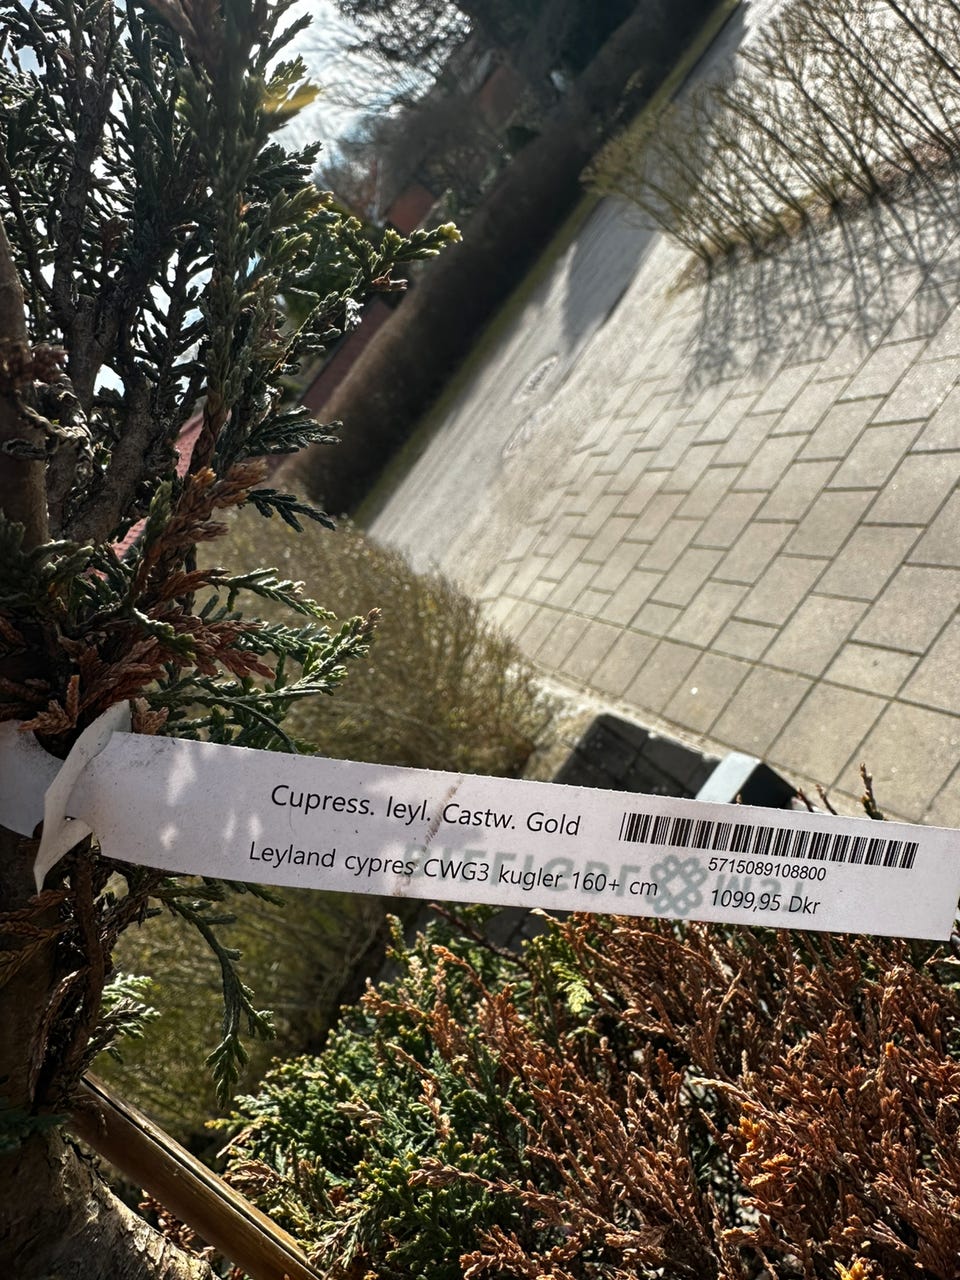 Cupress. leyl. Castw. Gold
Leyland cypres CWG3 kugler 160+ cm
5715089108800
1099,95 Dkr